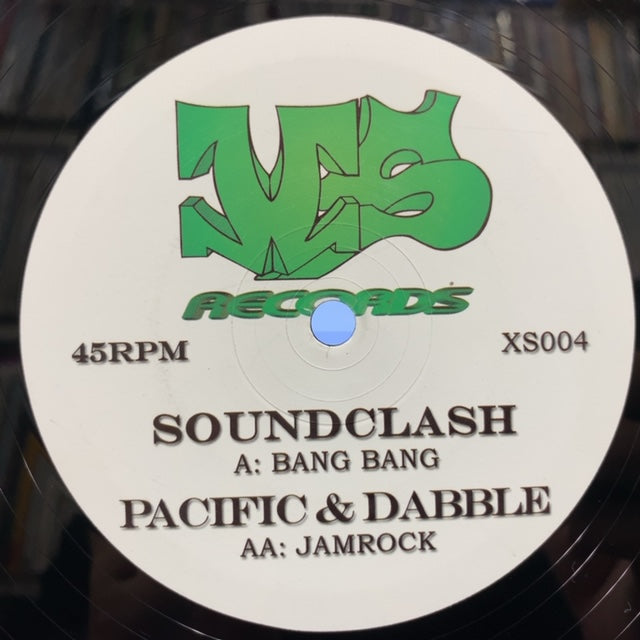 XS
RECORDS
45RPM
XS004
SOUNDCLASH
A: BANG BANG
PACIFIC & DABBLE
AA: JAMROCK